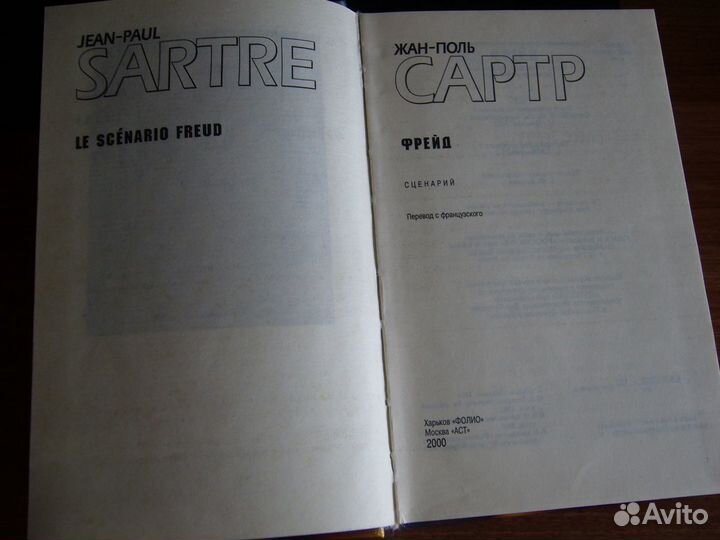 JEAN-PAUL
SARTRE
LE SCÉNARIO FREUD
ЖАН-ПОЛЬ
САРТР
ФРЕЙД
СЦЕНАРИЙ
Перевод с французского
Харьков «ФОЛИО»
Москва «АСТ»
2000
Avito